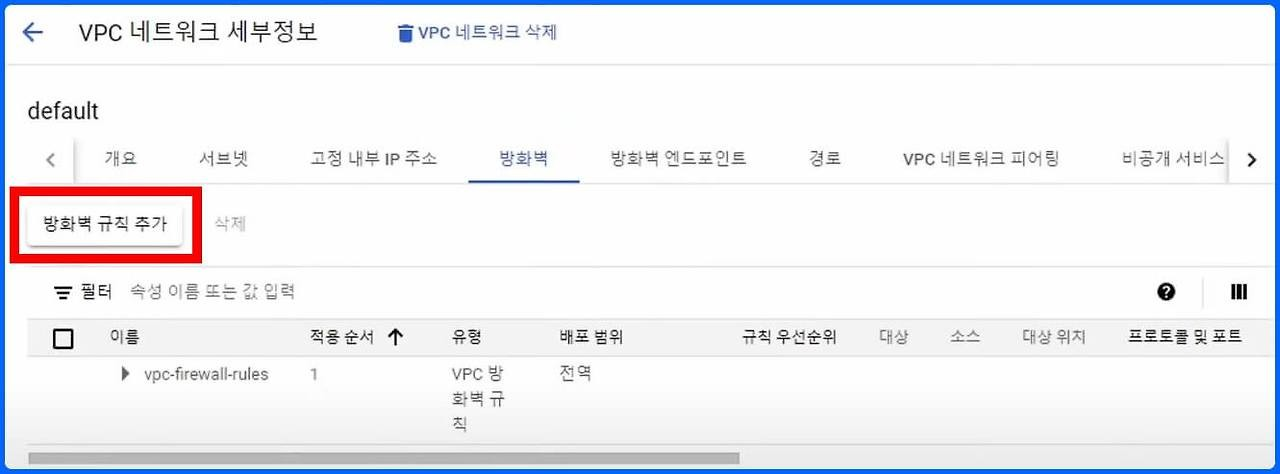 VPC 네트워크 세부정보 VPC 네트워크 삭제
default
개요 서브넷 고정 내부 IP 주소 방화벽 방화벽 엔드포인트 경로 VPC 네트워크 피어링 비공개 서비스
방화벽 규칙 추가 삭제
필터 속성 이름 또는 값 입력
이름 적용 순서 유형 배포 범위 규칙 우선순위 대상 소스 대상 위치 프로토콜 및 포트
vpc-firewall-rules 1 VPC 방 전역
화벽 규
칙